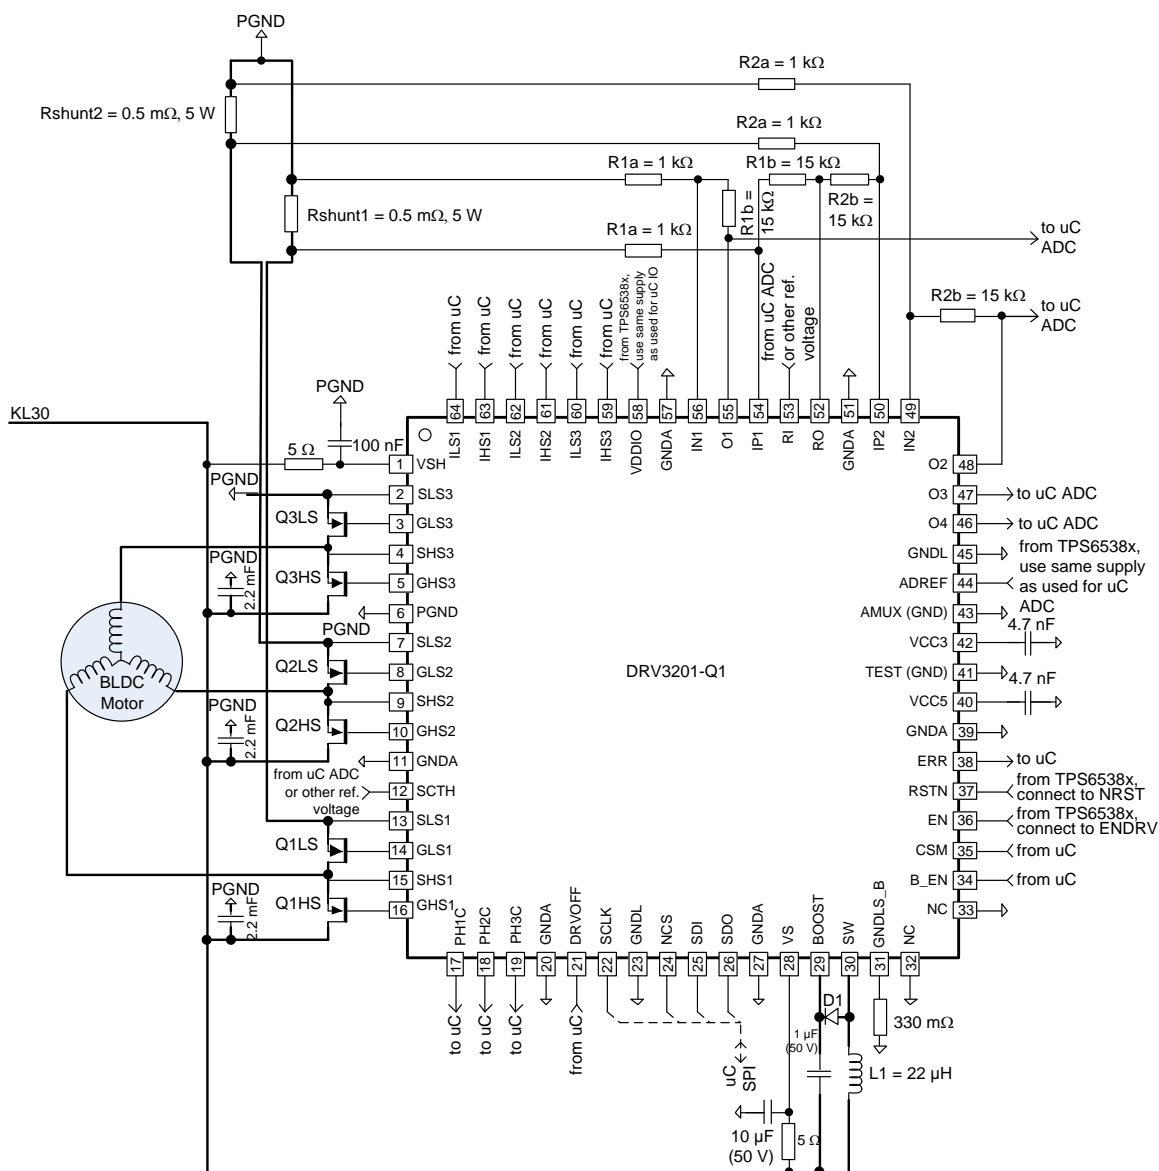 PGND
R2a = 1 kΩ
Rshunt2 = 0.5 mΩ, 5 W
R2a = 1 kΩ
R1a = 1 kΩ
R1b = 15 kΩ
R1b =
15 kΩ
R2b =
15 kΩ
Rshunt1 = 0.5 mΩ, 5 W
R1a = 1 kΩ
to uC
ADC
R2b = 15 kΩ
to uC
ADC
from uC
from uC
from uC
from uC
from uC
from uC
from TPS6538x,
use same supply
as used for uC IO
from uC ADC
or other ref.
voltage
64
63
62
61
60
59
58
57
56
55
54
53
52
51
50
49
ILS1
IHS1
ILS2
IHS2
ILS3
IHS3
VDDIO
GNDA
IN1
O1
IP1
RI
RO
GNDA
IP2
IN2
KL30
PGND
5 Ω
100 nF
1 VSH
PGND
2 SLS3
Q3LS
3 GLS3
4 SHS3
PGND
2.2 mF
Q3HS
5 GHS3
6 PGND
PGND
7 SLS2
Q2LS
8 GLS2
9 SHS2
PGND
2.2 mF
Q2HS
10 GHS2
11 GNDA
from uC ADC
or other ref.
voltage
12 SCTH
13 SLS1
Q1LS
14 GLS1
15 SHS1
PGND
2.2 mF
Q1HS
16 GHS1
BLDC
Motor
DRV3201-Q1
O2 48
O3 47 to uC ADC
O4 46 to uC ADC
GNDL 45
ADREF 44
from TPS6538x,
use same supply
as used for uC
ADC
AMUX (GND) 43
4.7 nF
VCC3 42
TEST (GND) 41
4.7 nF
VCC5 40
GNDA 39
ERR 38 to uC
RSTN 37 from TPS6538x,
connect to NRST
EN 36 from TPS6538x,
connect to ENDRV
CSM 35 from uC
B_EN 34 from uC
NC 33
PH1C
PH2C
PH3C
GNDA
DRVOFF
SCLK
GNDL
NCS
SDI
SDO
GNDA
VS
BOOST
SW
GNDLS_B
NC
17
18
19
20
21
22
23
24
25
26
27
28
29
30
31
32
to uC
to uC
to uC
from uC
uC
SPI
D1
1 µF
(50 V)
330 mΩ
L1 = 22 µH
10 µF
(50 V)
5 Ω